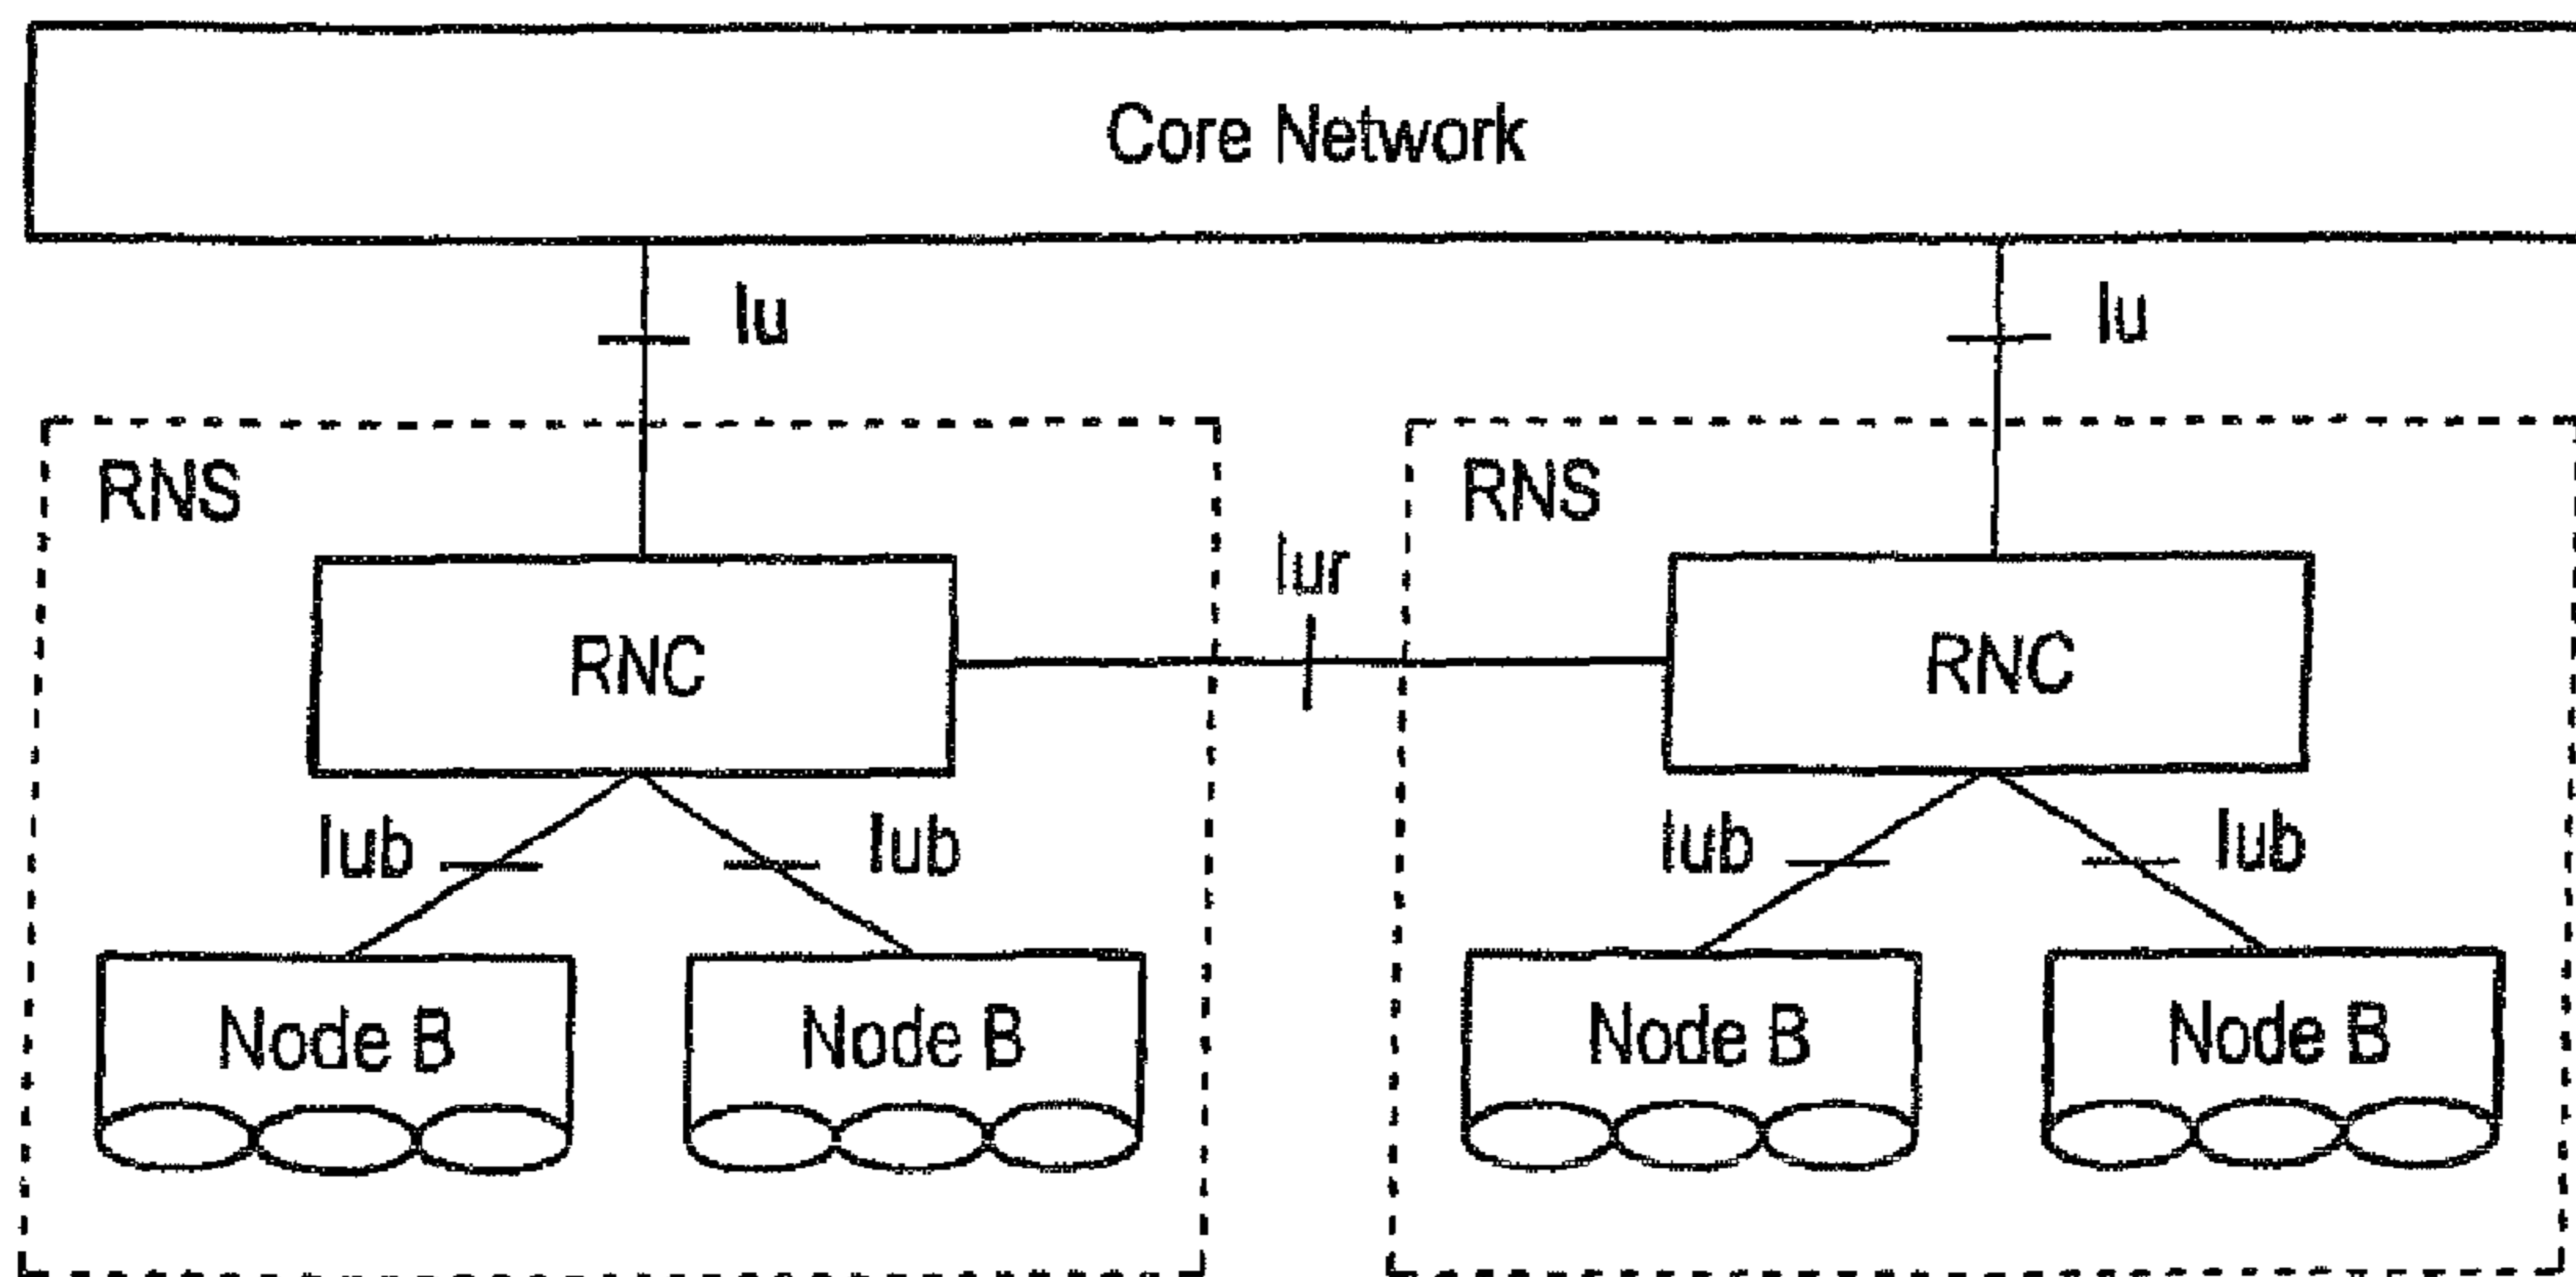 Core Network
Iu
Iu
RNS
RNS
Iur
RNC
RNC
Iub
Iub
Iub
Iub
Node B
Node B
Node B
Node B